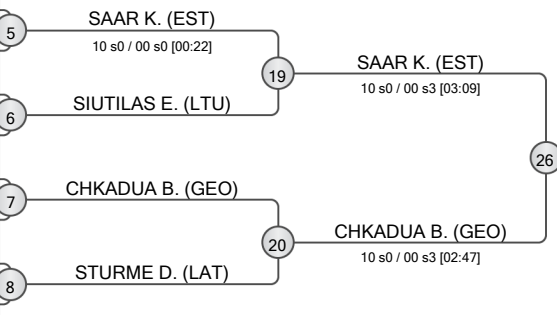 5
SAAR K. (EST)
10 s0 / 00 s0 [00:22]
19
SAAR K. (EST)
10 s0 / 00 s3 [03:09]
6
SIUTILAS E. (LTU)
26
7
CHKADUA B. (GEO)
20
CHKADUA B. (GEO)
10 s0 / 00 s3 [02:47]
8
STURME D. (LAT)